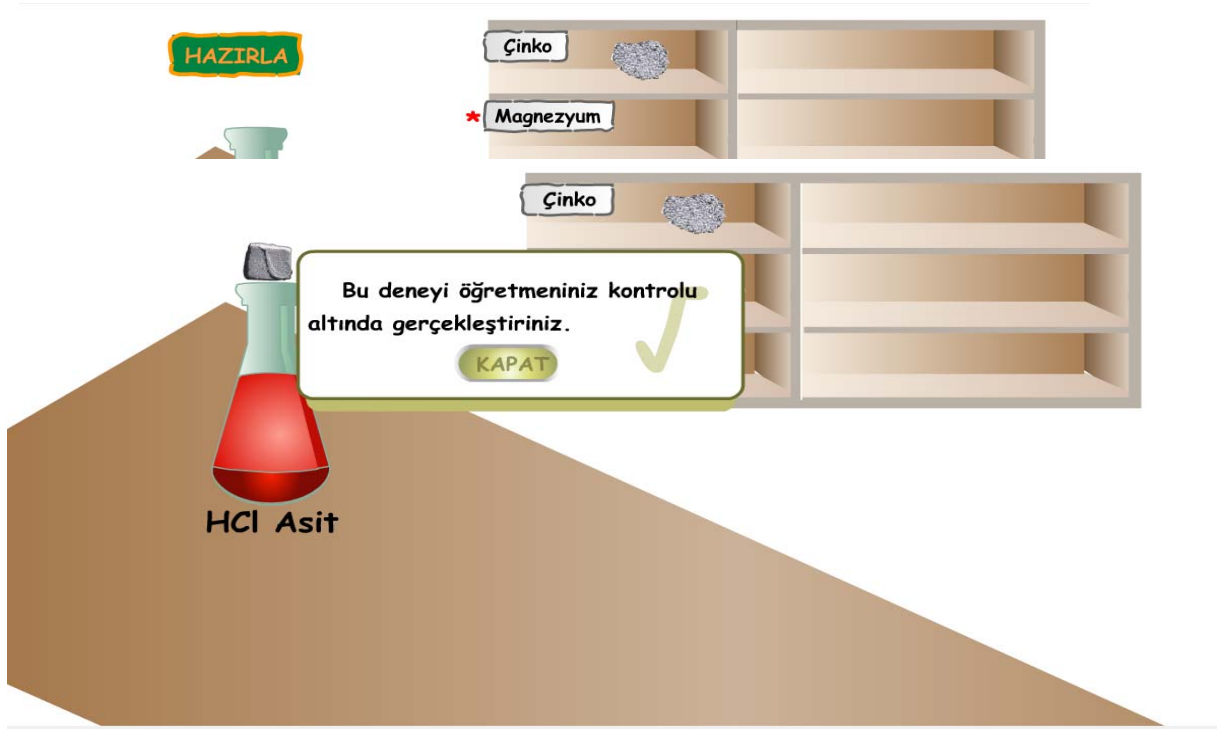 HAZIRLA
Çinko
* Magnezyum
Çinko
Bu deneyi öğretmeniniz kontrolu
altında gerçekleştiriniz.
KAPAT
HCl Asit